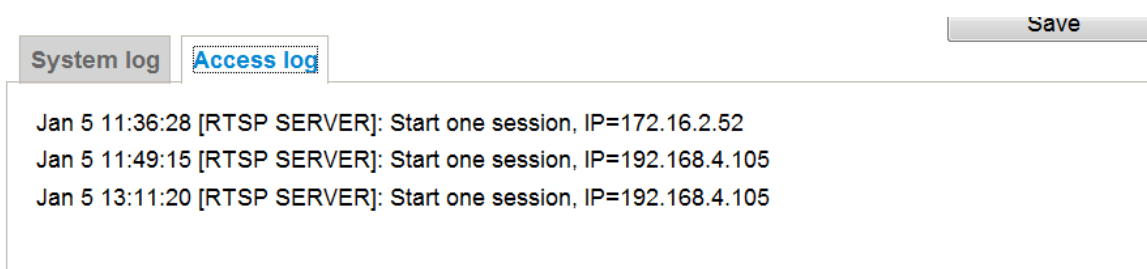 Save
System log
Access log
Jan 5 11:36:28 [RTSP SERVER]: Start one session, IP=172.16.2.52
Jan 5 11:49:15 [RTSP SERVER]: Start one session, IP=192.168.4.105
Jan 5 13:11:20 [RTSP SERVER]: Start one session, IP=192.168.4.105